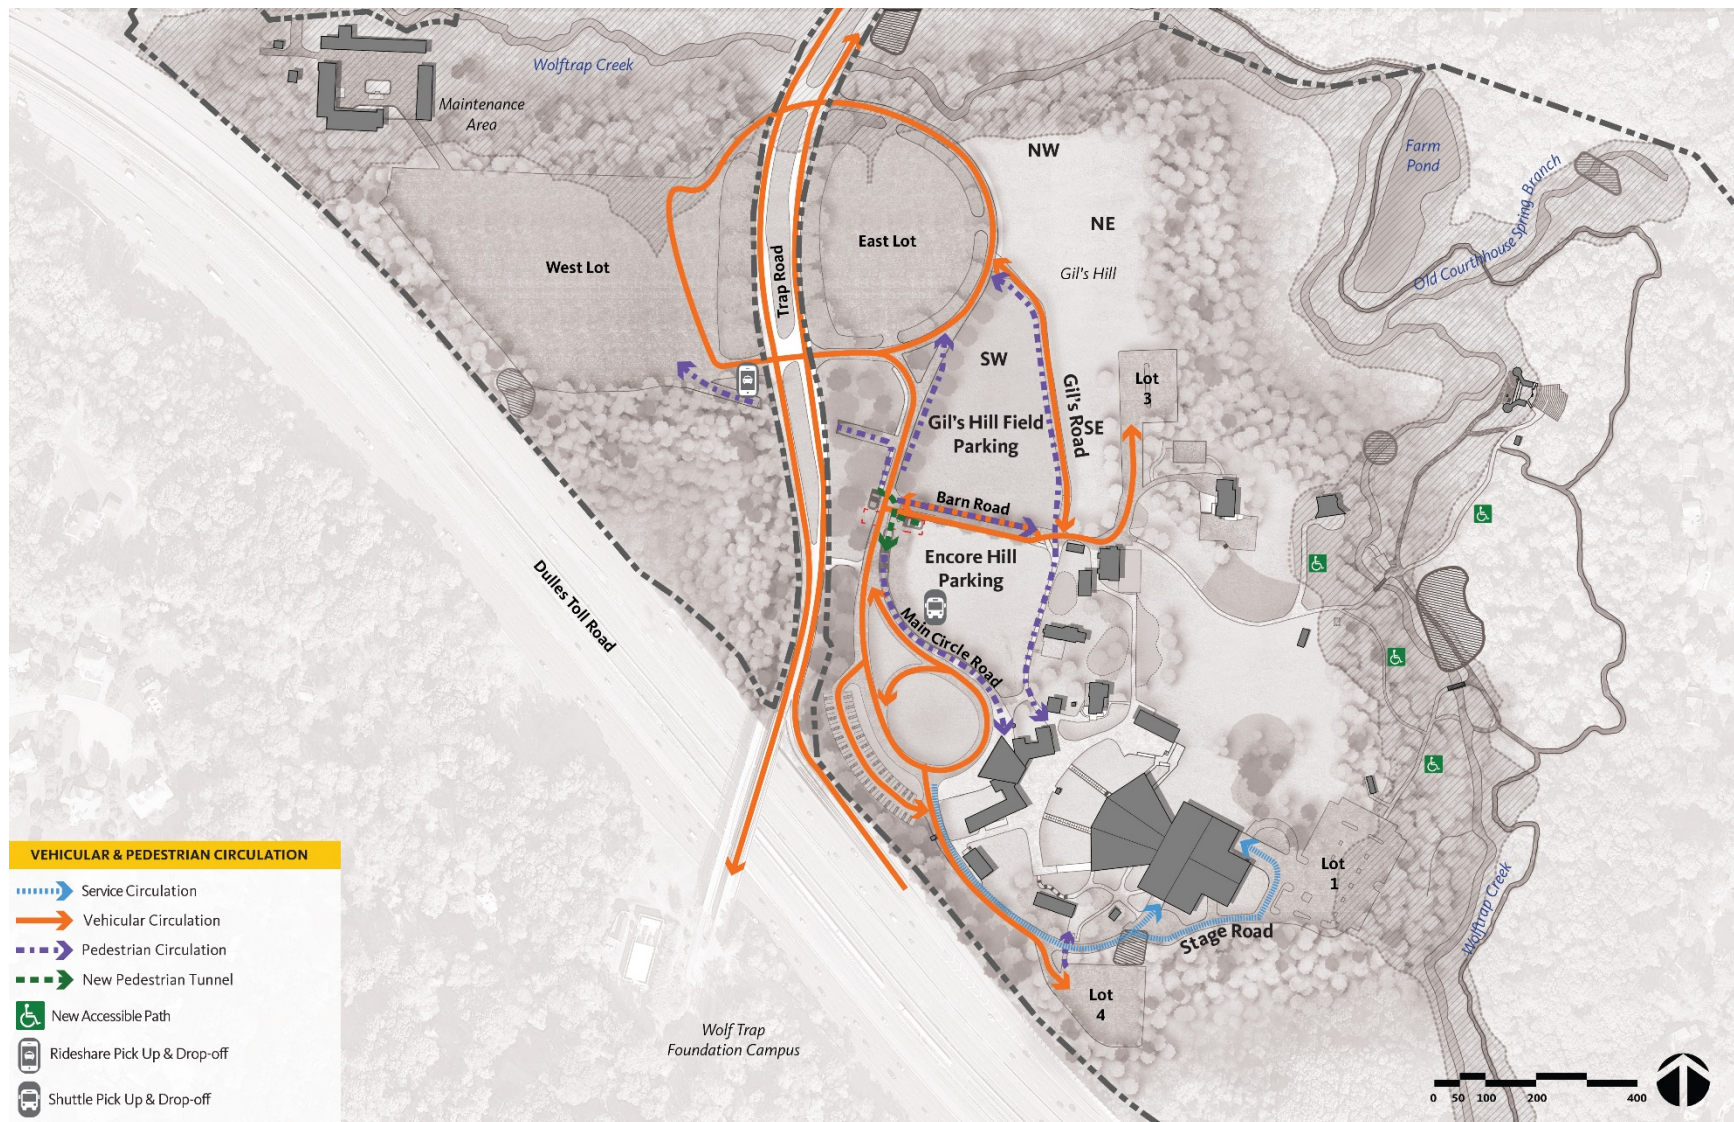 Wolftrap Creek
Maintenance
Area
NW
Farm
Pond
NE
Old Courthhouse Spring Branch
East Lot
West Lot
Gil's Hill
Trap Road
SW
Lot
3
Gil's Road
SE
Gil's Hill Field
Parking
Barn Road
Encore Hill
Parking
Dulles Toll Road
Main Circle Road
Lot
1
Stage Road
Wolftrap Creek
Lot
4
Wolf Trap
Foundation Campus
VEHICULAR & PEDESTRIAN CIRCULATION
Service Circulation
Vehicular Circulation
Pedestrian Circulation
New Pedestrian Tunnel
New Accessible Path
Rideshare Pick Up & Drop-off
Shuttle Pick Up & Drop-off
0 50 100 200 400